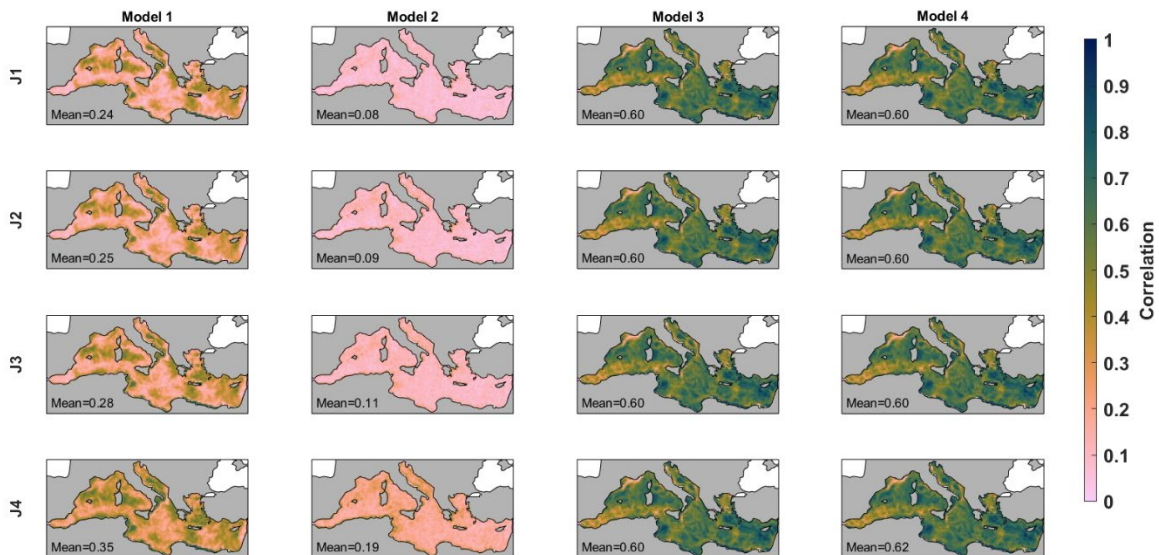 Model 1 Model 2 Model 3 Model 4
J1
Mean=0.24 Mean=0.08 Mean=0.60 Mean=0.60
J2
Mean=0.25 Mean=0.09 Mean=0.60 Mean=0.60
J3
Mean=0.28 Mean=0.11 Mean=0.60 Mean=0.60
J4
Mean=0.35 Mean=0.19 Mean=0.60 Mean=0.62
1
0.9
0.8
0.7
0.6
0.5
0.4
0.3
0.2
0.1
0
Correlation